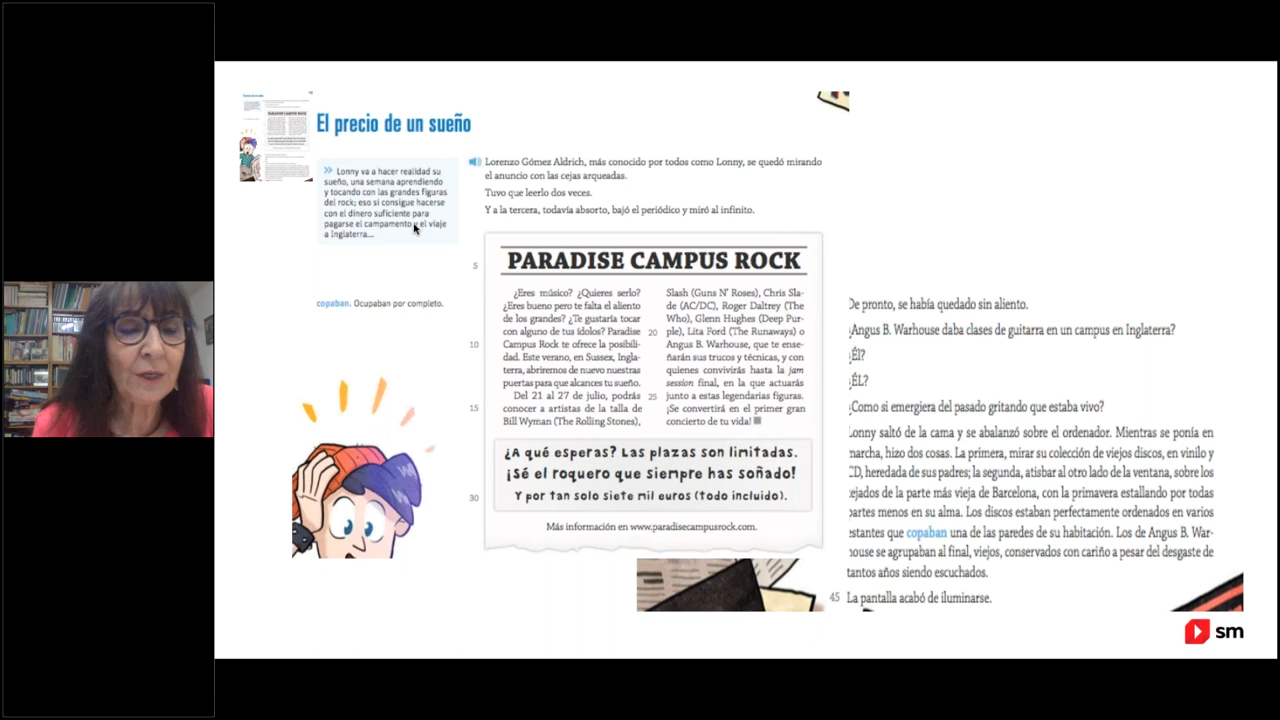 El precio de un sueño
» Lonny va a hacer realidad su
sueño, una semana aprendiendo
y tocando con las grandes figuras
del rock; eso si consigue hacerse
con el dinero suficiente para
pagarse el campamento y el viaje
a Inglaterra...
copaban. Ocupaban por completo.
Lorenzo Gómez Aldrich, más conocido por todos como Lonny, se quedó mirando
el anuncio con las cejas arqueadas.
Tuvo que leerlo dos veces.
Y a la tercera, todavía absorto, bajó el periódico y miró al infinito.
5
PARADISE CAMPUS ROCK
¿Eres músico? ¿Quieres serlo?
¿Eres bueno pero te falta el aliento
de los grandes? ¿Te gustaría tocar
con alguno de tus ídolos? Paradise
10 Campus Rock te ofrece la posibili-
dad. Este verano, en Sussex, Ingla-
terra, abriremos de nuevo nuestras
puertas para que alcances tu sueño.
Del 21 al 27 de julio, podrás
15 conocer a artistas de la talla de
Bill Wyman (The Rolling Stones),
Slash (Guns N' Roses), Chris Sla-
de (AC/DC), Roger Daltrey (The
Who), Glenn Hughes (Deep Pur-
20 ple), Lita Ford (The Runaways) o
Angus B. Warhouse, que te ense-
ñarán sus trucos y técnicas, y con
quienes convivirás hasta la jam
session final, en la que actuarás
25 junto a estas legendarias figuras.
¡Se convertirá en el primer gran
concierto de tu vida!
¿A qué esperas? Las plazas son limitadas.
¡Sé el roquero que siempre has soñado!
30 Y por tan solo siete mil euros (todo incluido).
Más información en www.paradisecampusrock.com.
De pronto, se había quedado sin aliento.
¿Angus B. Warhouse daba clases de guitarra en un campus en Inglaterra?
¿Él?
¿ÉL?
¿Como si emergiera del pasado gritando que estaba vivo?
Lonny saltó de la cama y se abalanzó sobre el ordenador. Mientras se ponía en
marcha, hizo dos cosas. La primera, mirar su colección de viejos discos, en vinilo y
CD, heredada de sus padres; la segunda, atisbar al otro lado de la ventana, sobre los
tejados de la parte más vieja de Barcelona, con la primavera estallando por todas
partes menos en su alma. Los discos estaban perfectamente ordenados en varios
estantes que copaban una de las paredes de su habitación. Los de Angus B. War-
house se agrupaban al final, viejos, conservados con cariño a pesar del desgaste de
tantos años siendo escuchados.
45 La pantalla acabó de iluminarse.
sm